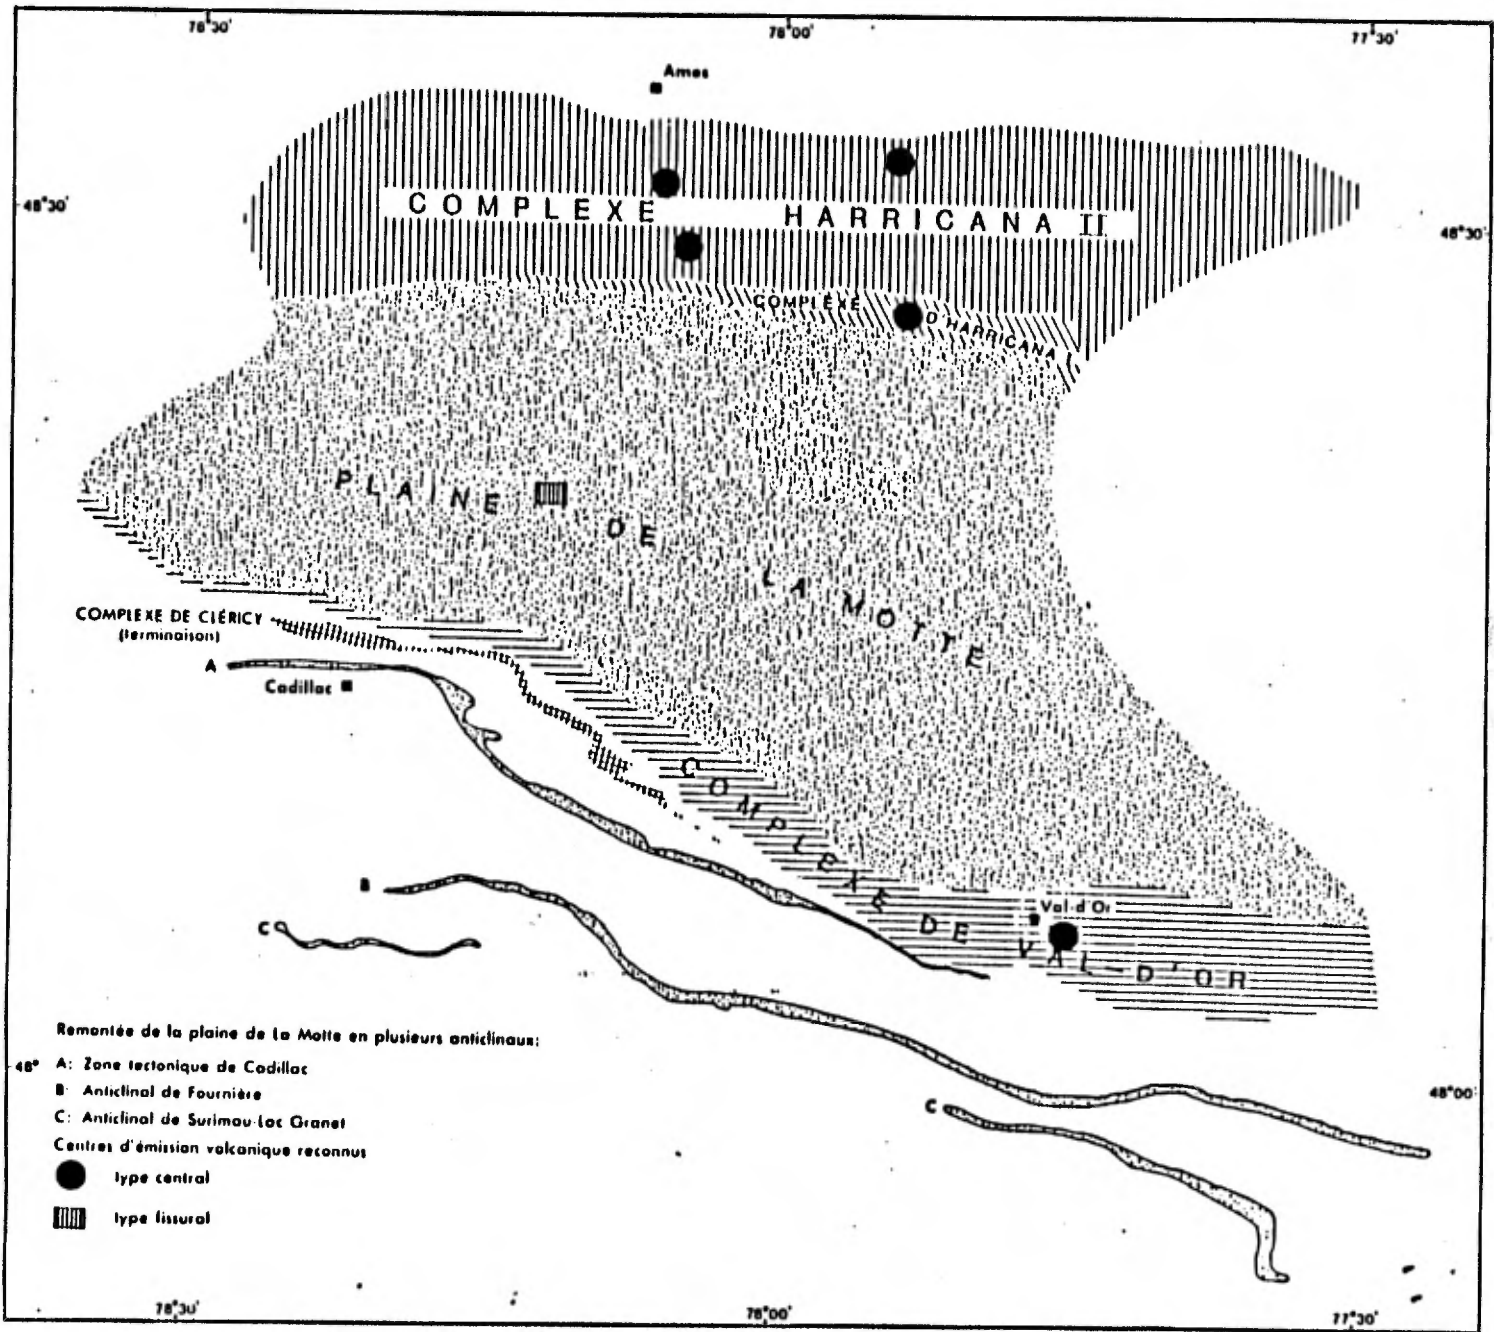 78°30'
78°00'
77°30'
Amos
48°30'
COMPLEXE HARRICANA II
48°30'
COMPLEXE D'HARRICANA I
PLAINE DE LA MOTTE
COMPLEXE DE CLÉRICY
(terminaison)
A
Cadillac
COMPLEXE DE VAL-D'OR
B
Val-d'Or
C
Remontée de la plaine de La Motte en plusieurs anticlinaux:
48°
A: Zone tectonique de Cadillac
B: Anticlinal de Fournière
48°00'
C: Anticlinal de Surimau-Lac Granet
C
Centres d'émission volcanique reconnus
type central
type fissural
78°30'
78°00'
77°30'